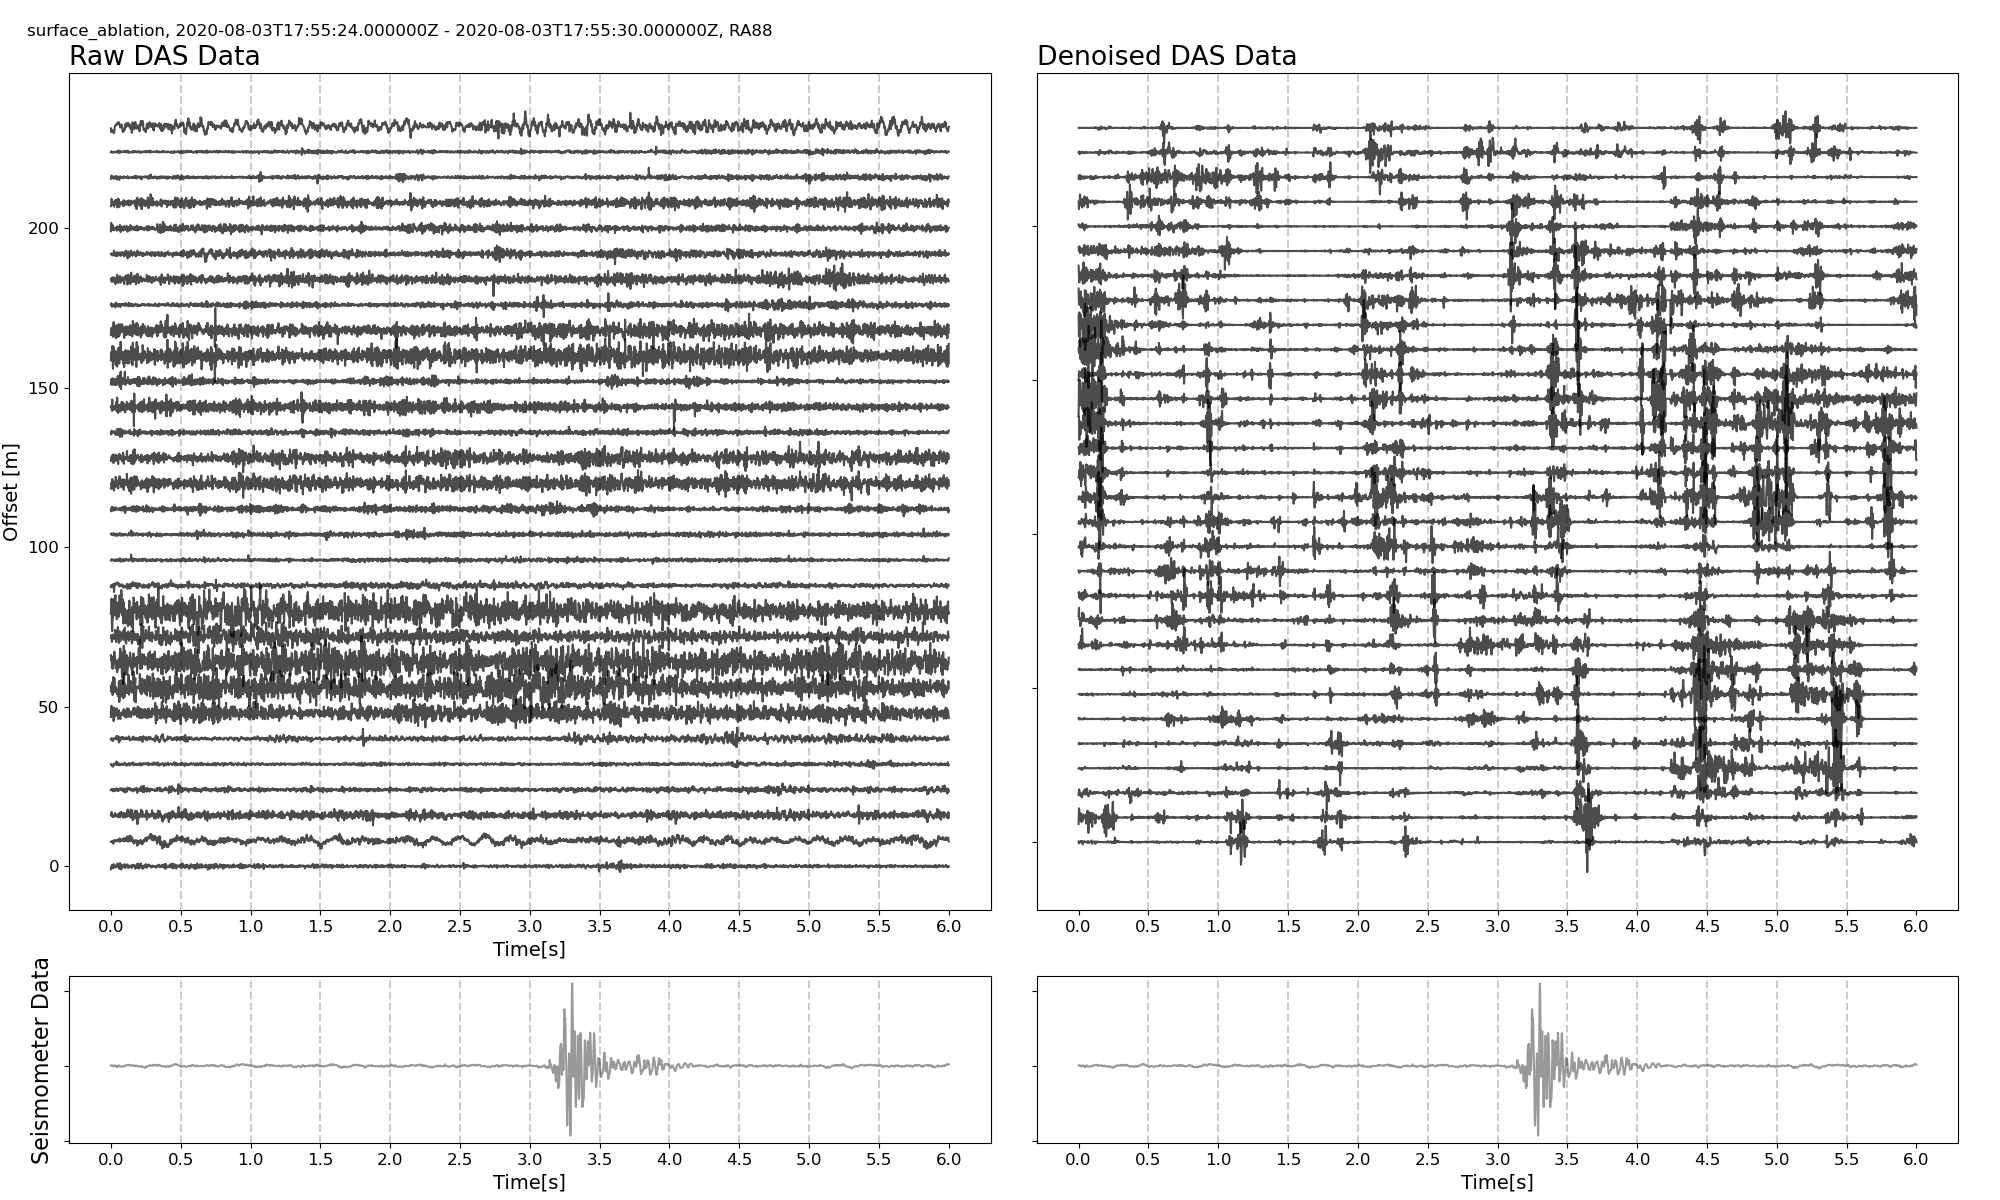 surface_ablation, 2020-08-03T17:55:24.000000Z - 2020-08-03T17:55:30.000000Z, RA88
Raw DAS Data
Denoised DAS Data
Offset [m]
200
150
100
50
0
0.0 0.5 1.0 1.5 2.0 2.5 3.0 3.5 4.0 4.5 5.0 5.5 6.0
Time[s]
0.0 0.5 1.0 1.5 2.0 2.5 3.0 3.5 4.0 4.5 5.0 5.5 6.0
Seismometer Data
0.0 0.5 1.0 1.5 2.0 2.5 3.0 3.5 4.0 4.5 5.0 5.5 6.0
Time[s]
0.0 0.5 1.0 1.5 2.0 2.5 3.0 3.5 4.0 4.5 5.0 5.5 6.0
Time[s]